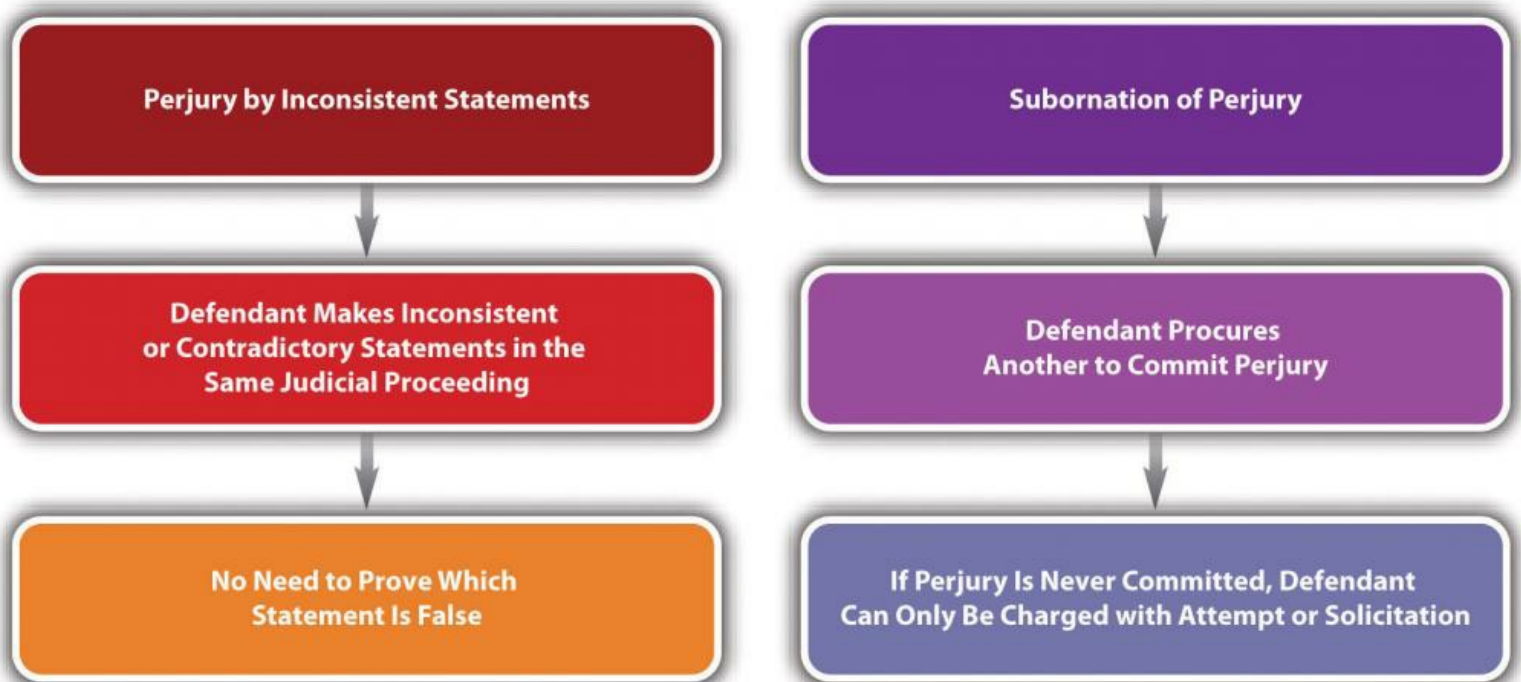 Perjury by Inconsistent Statements
Defendant Makes Inconsistent
or Contradictory Statements in the
Same Judicial Proceeding
No Need to Prove Which
Statement Is False
Subornation of Perjury
Defendant Procures
Another to Commit Perjury
If Perjury Is Never Committed, Defendant
Can Only Be Charged with Attempt or Solicitation